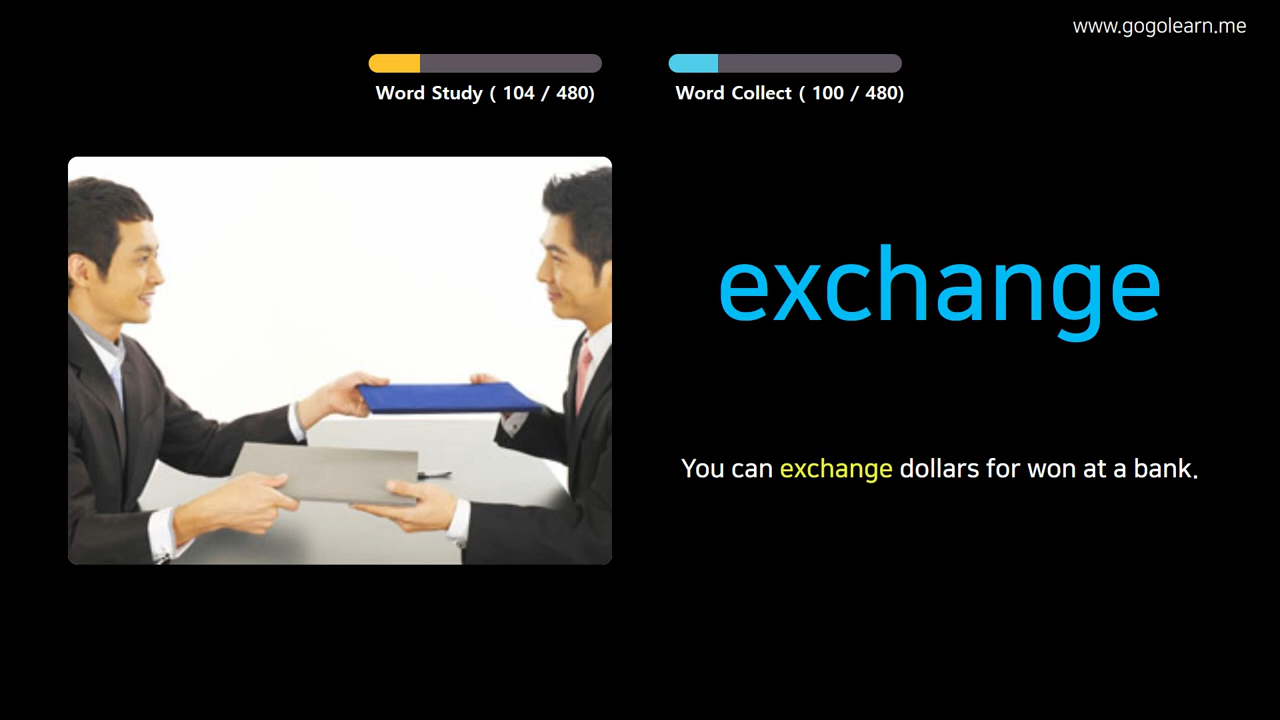 www.gogolearn.me
Word Study ( 104 / 480)
Word Collect ( 100 / 480)
exchange
You can exchange dollars for won at a bank.